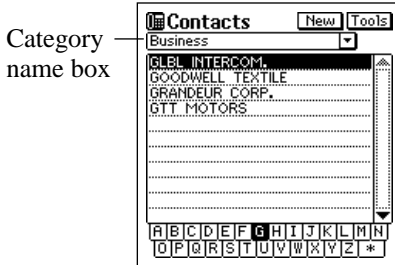 Contacts New Tools
Category name box
Business
GLBL INTERCOM.
GOODWELL TEXTILE
GRANDEUR CORP.
GTT MOTORS
A B C D E F G H I J K L M N
O P Q R S T U V W X Y Z *